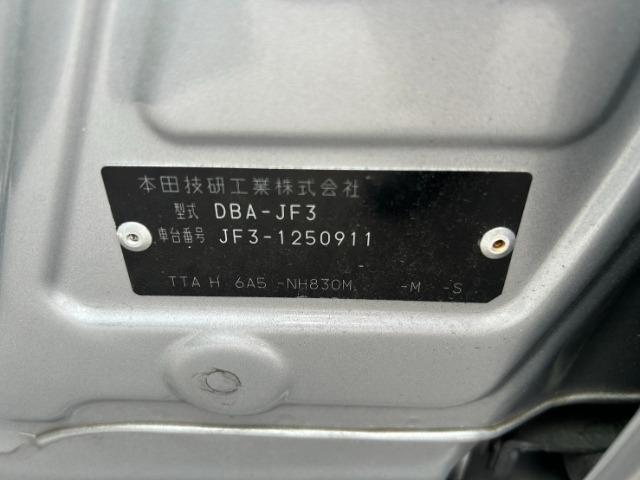 本田技研工業株式会社
型式 DBA-JF3
車台番号 JF3-1250911
TTA H 6A5 -NH830M -M -S